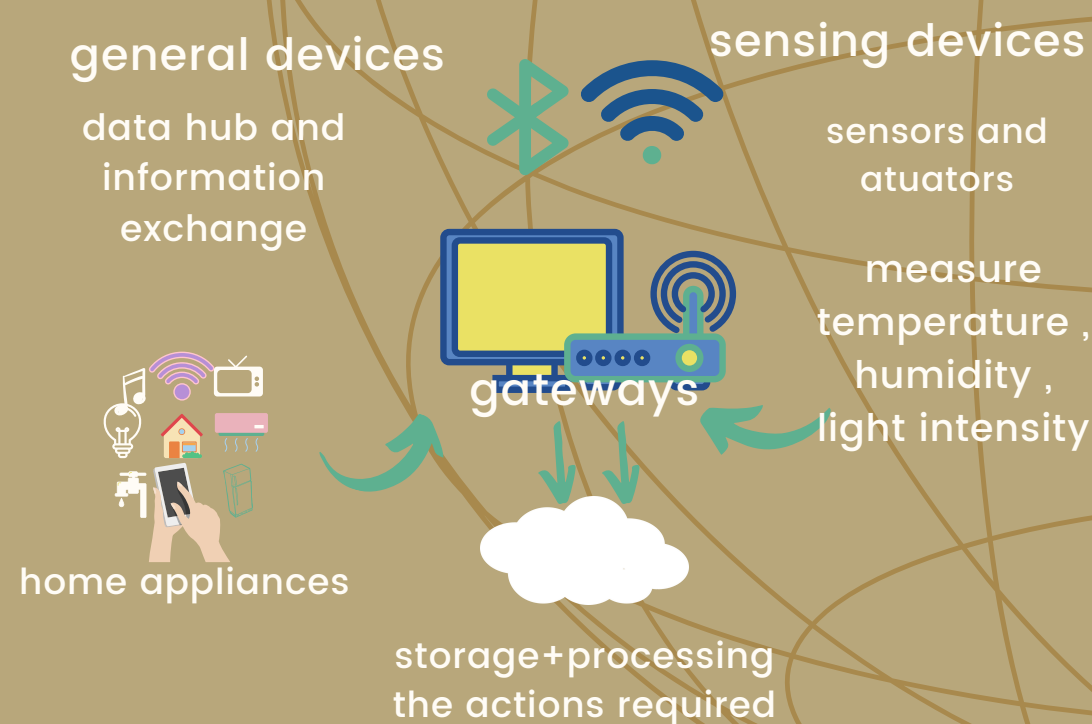 general devices
data hub and
information
exchange
home appliances
gateways
storage+processing
the actions required
sensing devices
sensors and
atuators
measure
temperature ,
humidity ,
light intensity